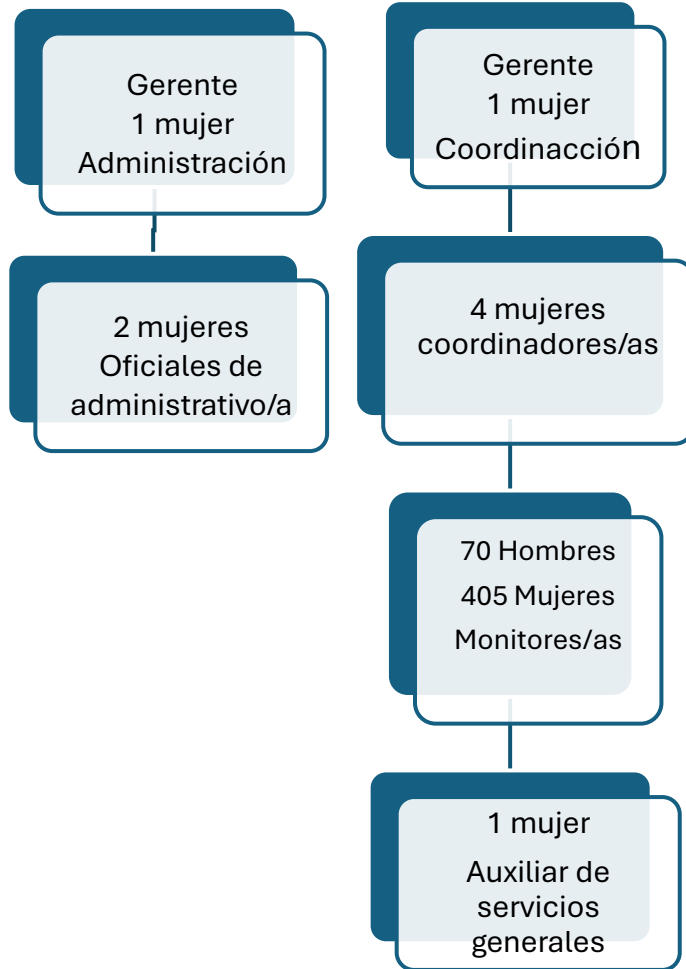 Gerente
1 mujer
Administración
2 mujeres
Oficiales de
administrativo/a
Gerente
1 mujer
Coordinacción
4 mujeres
coordinadores/as
70 Hombres
405 Mujeres
Monitores/as
1 mujer
Auxiliar de
servicios
generales